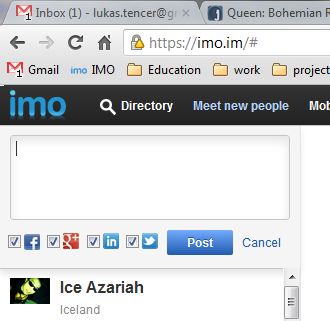 Inbox (1) - lukas.tencer@g
Queen: Bohemian R
https://imo.im/#
Gmail imo IMO Education work project
imo Directory Meet new people Mob
Post Cancel
Ice Azariah
Iceland